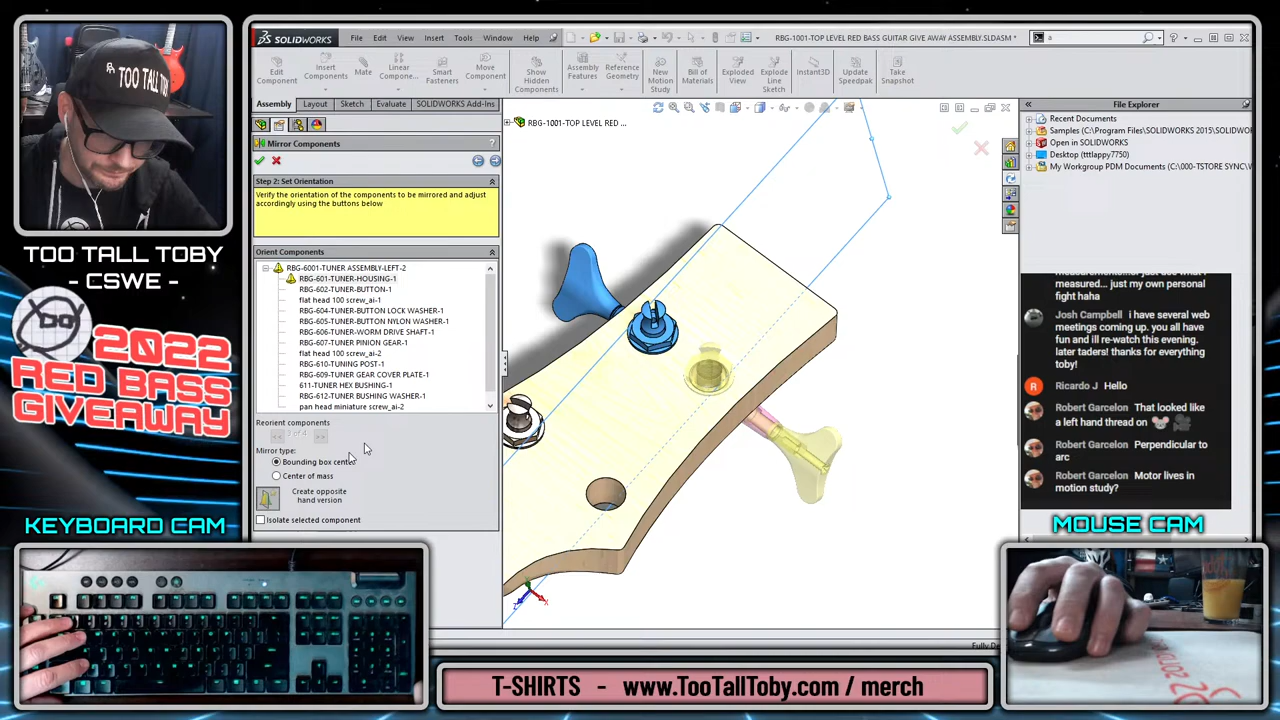 TOO TALL TOBY
- CSWE -
2022
RED BASS
GIVEAWAY
KEYBOARD CAM
TOO TALL TOBY
SOLIDWORKS
File Edit View Insert Tools Window Help
RBG-1001-TOP LEVEL RED BASS GUITAR GIVE AWAY ASSEMBLY.SLDASM *
a
Edit Component
Insert Components
Mate
Linear Compone...
Smart Fasteners
Move Component
Show Hidden Components
Assembly Features
Reference Geometry
New Motion Study
Bill of Materials
Exploded View
Explode Line Sketch
Instant3D
Update Speedpak
Take Snapshot
Assembly Layout Sketch Evaluate SOLIDWORKS Add-Ins
Mirror Components
?
Step 2: Set Orientation
Verify the orientation of the components to be mirrored and adjust
accordingly using the buttons below
Orient Components
RBG-6001-TUNER ASSEMBLY-LEFT-2
RBG-601-TUNER-HOUSING-1
RBG-602-TUNER-BUTTON-1
flat head 100 screw_ai-1
RBG-604-TUNER-BUTTON LOCK WASHER-1
RBG-605-TUNER-BUTTON NYLON WASHER-1
RBG-606-TUNER-WORM DRIVE SHAFT-1
RBG-607-TUNER PINION GEAR-1
flat head 100 screw_ai-2
RBG-610-TUNING POST-1
RBG-609-TUNER GEAR COVER PLATE-1
611-TUNER HEX BUSHING-1
RBG-612-TUNER BUSHING WASHER-1
pan head miniature screw_ai-2
Reorient components
<< 3 of 4 >>
Mirror type:
Bounding box center
Center of mass
Create opposite
hand version
Isolate selected component
RBG-1001-TOP LEVEL RED ...
File Explorer
Recent Documents
Samples (C:\Program Files\SOLIDWORKS 2015\SOLIDWO
Open in SOLIDWORKS
Desktop (tttlappy7750)
My Workgroup PDM Documents (C:\000-TSTORE SYNC\W
just my own personal
fight haha
Josh Campbell i have several web
meetings coming up. you all have
fun and ill re-watch this evening.
later taders! thanks for everything
toby!
Ricardo J Hello
Robert Garcelon That looked like
a left hand thread on 🐭 🎥
Robert Garcelon Perpendicular to
arc
Robert Garcelon Motor lives in
motion study?
MOUSE CAM
T-SHIRTS - www.TooTallToby.com / merch